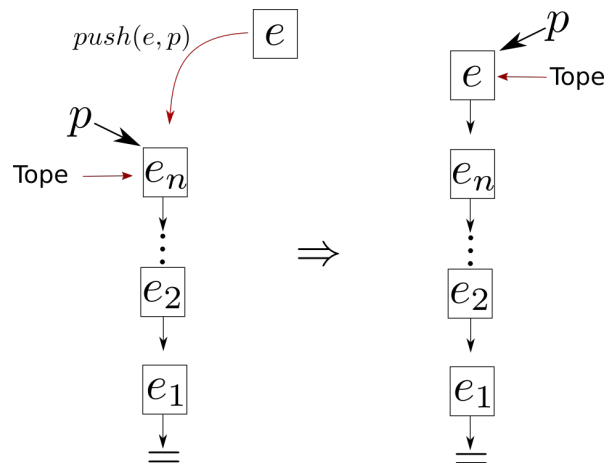 push(e, p)
e
p
Tope
e_n
⋮
e_2
e_1
⇒
p
e
Tope
e_n
⋮
e_2
e_1